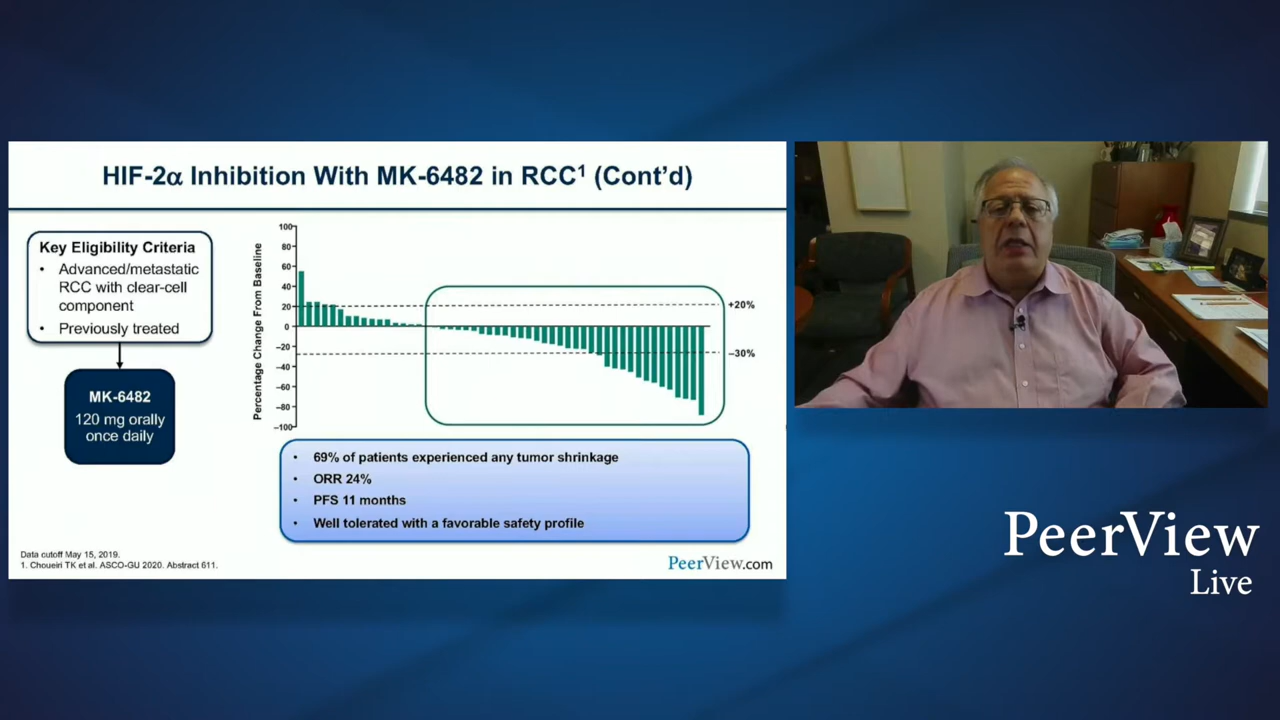 HIF-2α Inhibition With MK-6482 in RCC¹ (Cont'd)
Key Eligibility Criteria
• Advanced/metastatic
RCC with clear-cell
component
• Previously treated
MK-6482
120 mg orally
once daily
Percentage Change From Baseline
100
80
60
40
20
0
–20
–40
–60
–80
–100
+20%
–30%
• 69% of patients experienced any tumor shrinkage
• ORR 24%
• PFS 11 months
• Well tolerated with a favorable safety profile
Data cutoff May 15, 2019.
1. Choueiri TK et al. ASCO-GU 2020. Abstract 611.
PeerView.com
PeerView
Live